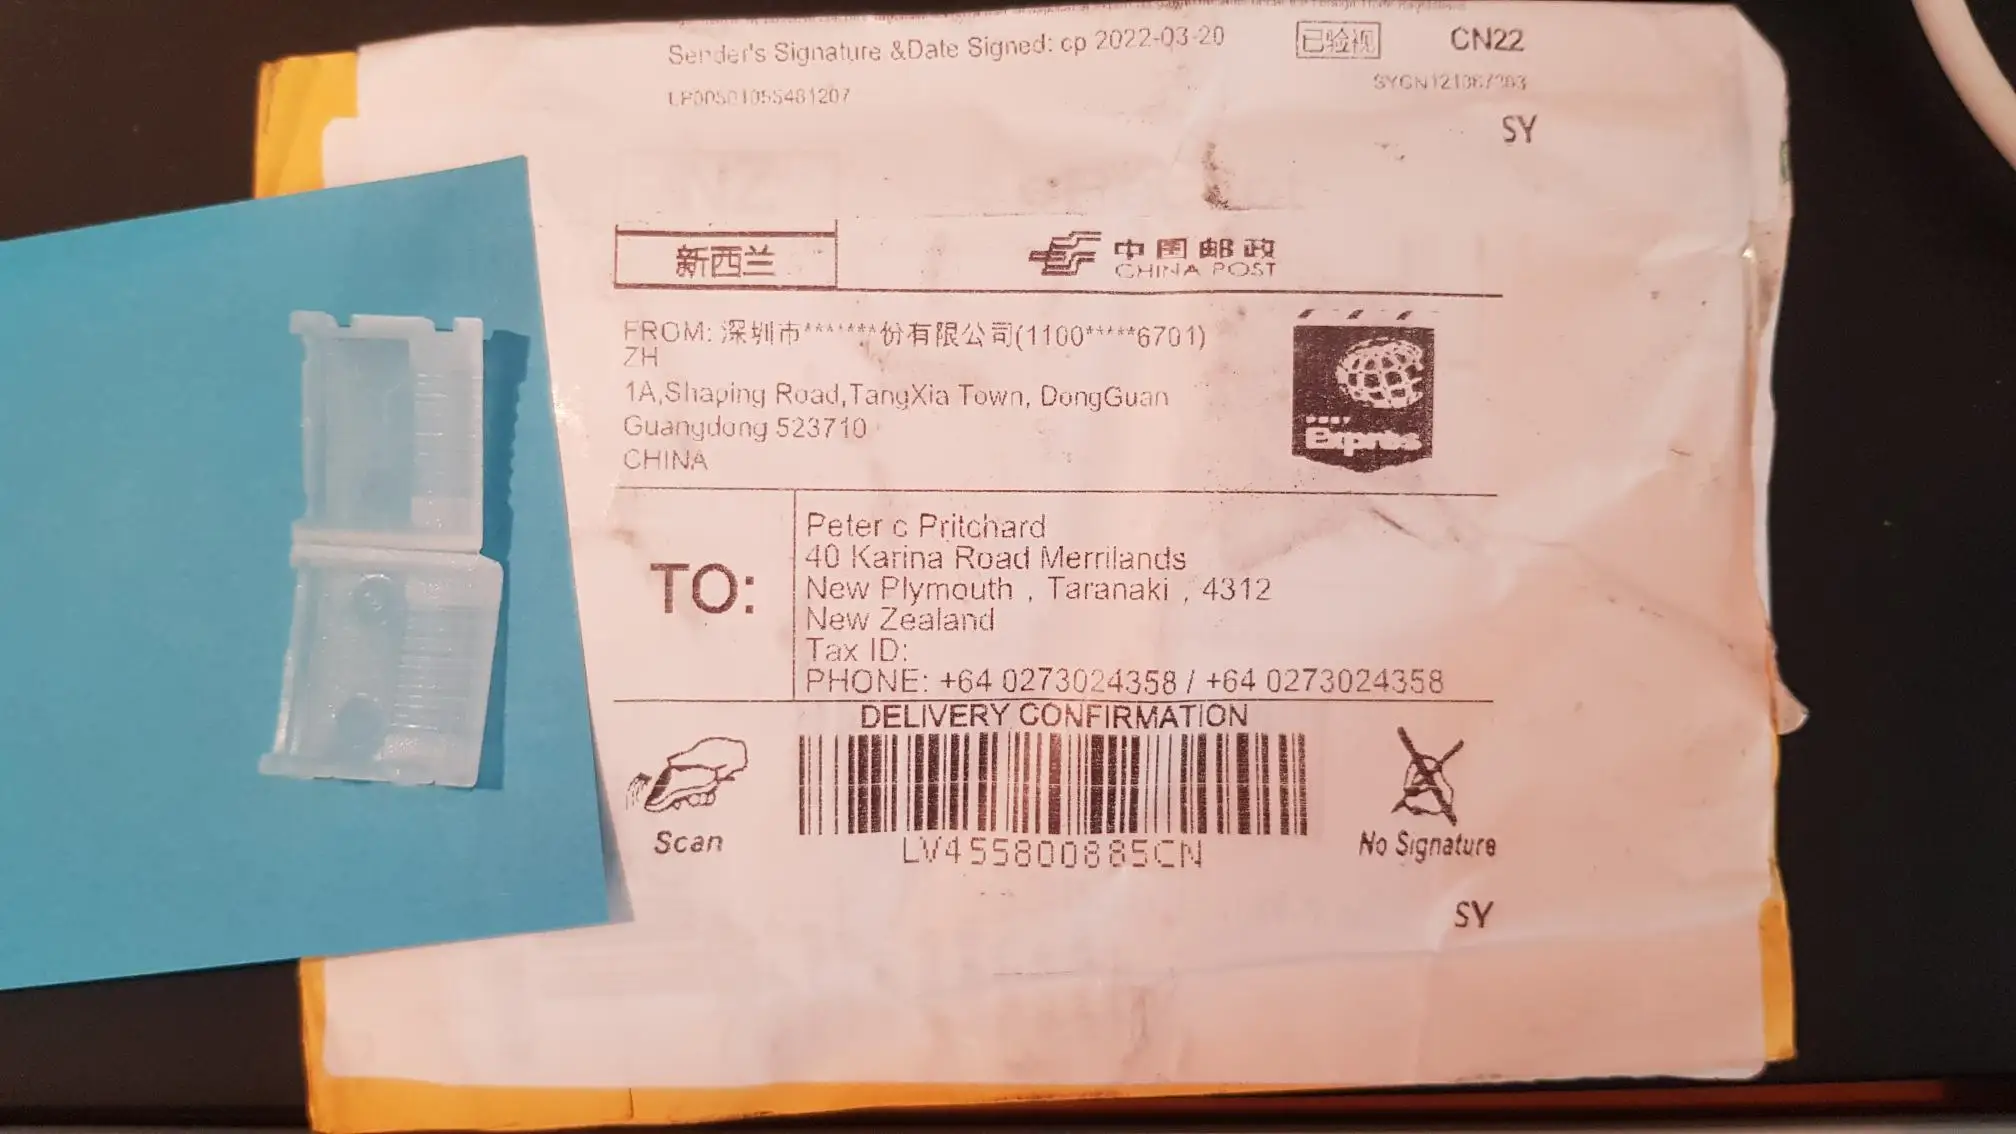 Sender's Signature &Date Signed: cp 2022-03-20
已验视
CN22
SY
新西兰
中国邮政
CHINA POST
FROM: 深圳市*******份有限公司(1100*****6701)
ZH
1A,Shaping Road,TangXia Town, DongGuan
Guangdong 523710
CHINA
Express
TO:
Peter c Pritchard
40 Karina Road Merrilands
New Plymouth , Taranaki , 4312
New Zealand
Tax ID:
PHONE: +64 0273024358 / +64 0273024358
DELIVERY CONFIRMATION
Scan
LV455800885CN
No Signature
SY